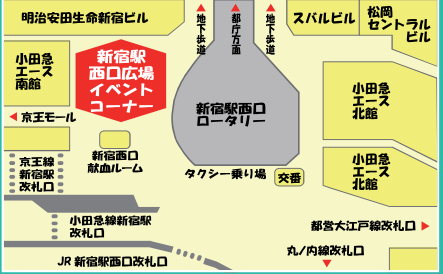 明治安田生命新宿ビル
地下歩道
都庁方面
地下歩道
スバルビル
松岡
セントラル
ビル
小田急
エース
南館
新宿駅
西口広場
イベント
コーナー
新宿駅西口
ロータリー
小田急
エース
北館
京王モール
新宿西口
献血ルーム
京王線
新宿駅
改札口
タクシー乗り場
交番
小田急
エース
北館
小田急線新宿駅
改札口
都営大江戸線改札口
丸ノ内線改札口
JR新宿駅西口改札口